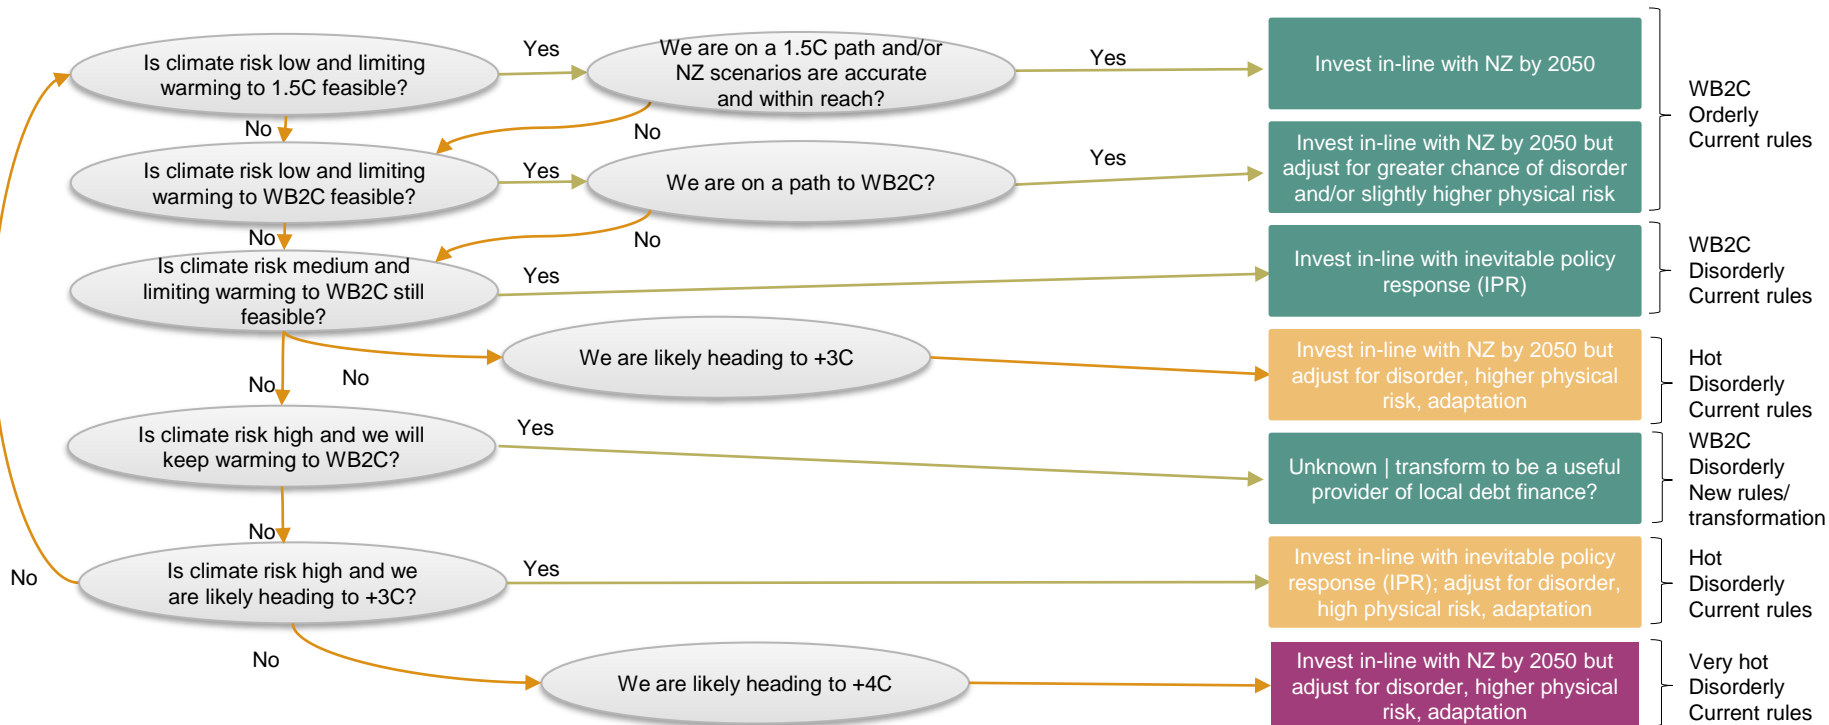 Is climate risk low and limiting
warming to 1.5C feasible?
Yes
We are on a 1.5C path and/or
NZ scenarios are accurate
and within reach?
Yes
Invest in-line with NZ by 2050
WB2C
Orderly
Current rules
No
No
Is climate risk low and limiting
warming to WB2C feasible?
Yes
We are on a path to WB2C?
Yes
Invest in-line with NZ by 2050 but
adjust for greater chance of disorder
and/or slightly higher physical risk
No
No
Is climate risk medium and
limiting warming to WB2C still
feasible?
Yes
Invest in-line with inevitable policy
response (IPR)
WB2C
Disorderly
Current rules
No
No
We are likely heading to +3C
Invest in-line with NZ by 2050 but
adjust for disorder, higher physical
risk, adaptation
Hot
Disorderly
Current rules
Is climate risk high and we will
keep warming to WB2C?
Yes
Unknown | transform to be a useful
provider of local debt finance?
WB2C
Disorderly
New rules/
transformation
No
No
Is climate risk high and we
are likely heading to +3C?
Yes
Invest in-line with inevitable policy
response (IPR); adjust for disorder,
high physical risk, adaptation
Hot
Disorderly
Current rules
No
We are likely heading to +4C
Invest in-line with NZ by 2050 but
adjust for disorder, higher physical
risk, adaptation
Very hot
Disorderly
Current rules